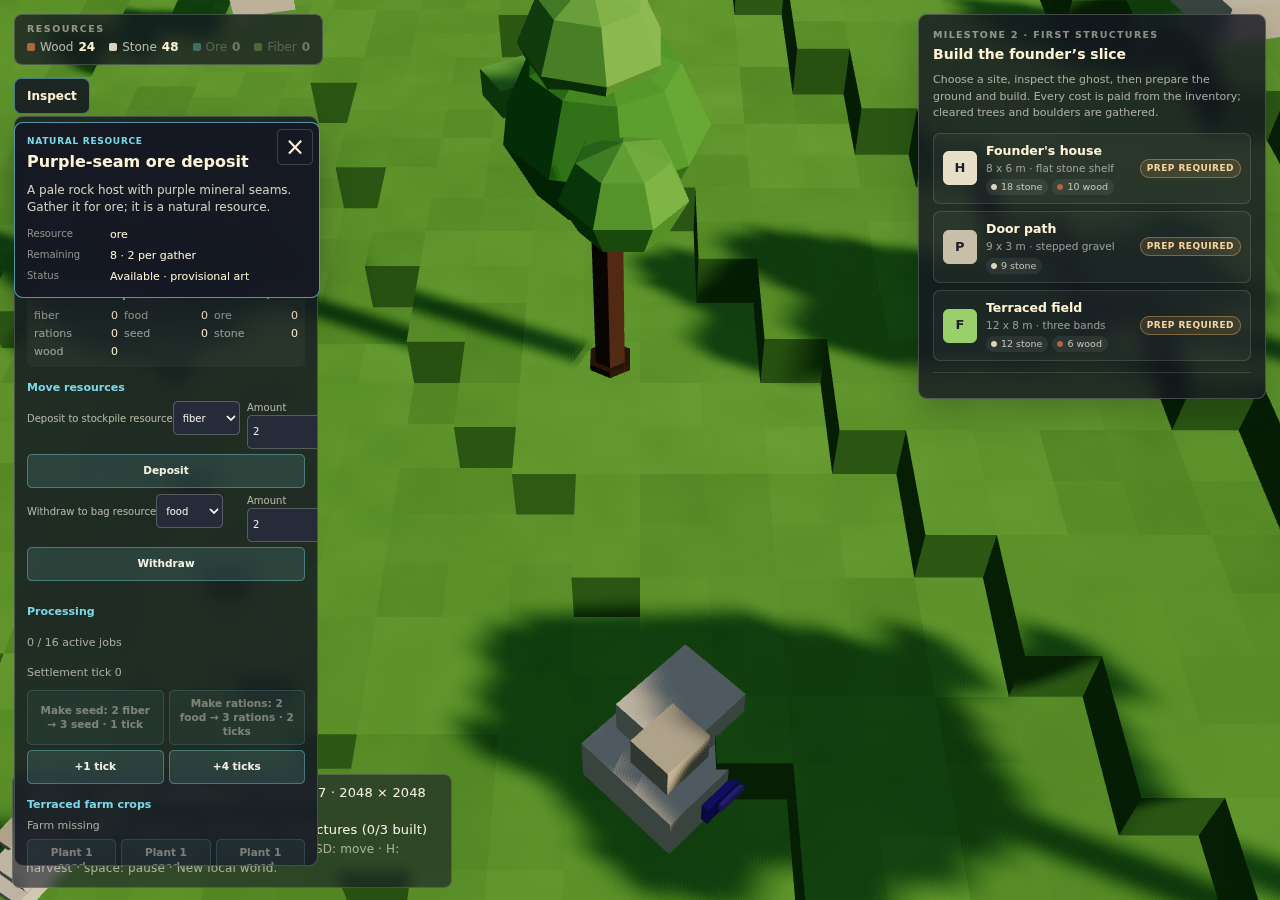 RESOURCES
Wood 24 Stone 48 Ore 0 Fiber 0
Inspect
NATURAL RESOURCE
Purple-seam ore deposit
A pale rock host with purple mineral seams.
Gather it for ore; it is a natural resource.
Resource ore
Remaining 8 · 2 per gather
Status Available · provisional art
fiber 0 food 0 ore 0
rations 0 seed 0 stone 0
wood 0
Move resources
Deposit to stockpile resource fiber Amount
2
Deposit
Withdraw to bag resource food Amount
2
Withdraw
Processing
0 / 16 active jobs
Settlement tick 0
Make seed: 2 fiber
→ 3 seed · 1 tick
Make rations: 2
food → 3 rations · 2
ticks
+1 tick
+4 ticks
Terraced farm crops
Farm missing
Plant 1
Plant 1
Plant 1
7 · 2048 × 2048
ctures (0/3 built)
SD: move · H:
harvest · space: pause · New local world.
MILESTONE 2 · FIRST STRUCTURES
Build the founder’s slice
Choose a site, inspect the ghost, then prepare the
ground and build. Every cost is paid from the inventory;
cleared trees and boulders are gathered.
H
Founder's house
8 x 6 m · flat stone shelf
18 stone 10 wood
PREP REQUIRED
P
Door path
9 x 3 m · stepped gravel
9 stone
PREP REQUIRED
F
Terraced field
12 x 8 m · three bands
12 stone 6 wood
PREP REQUIRED